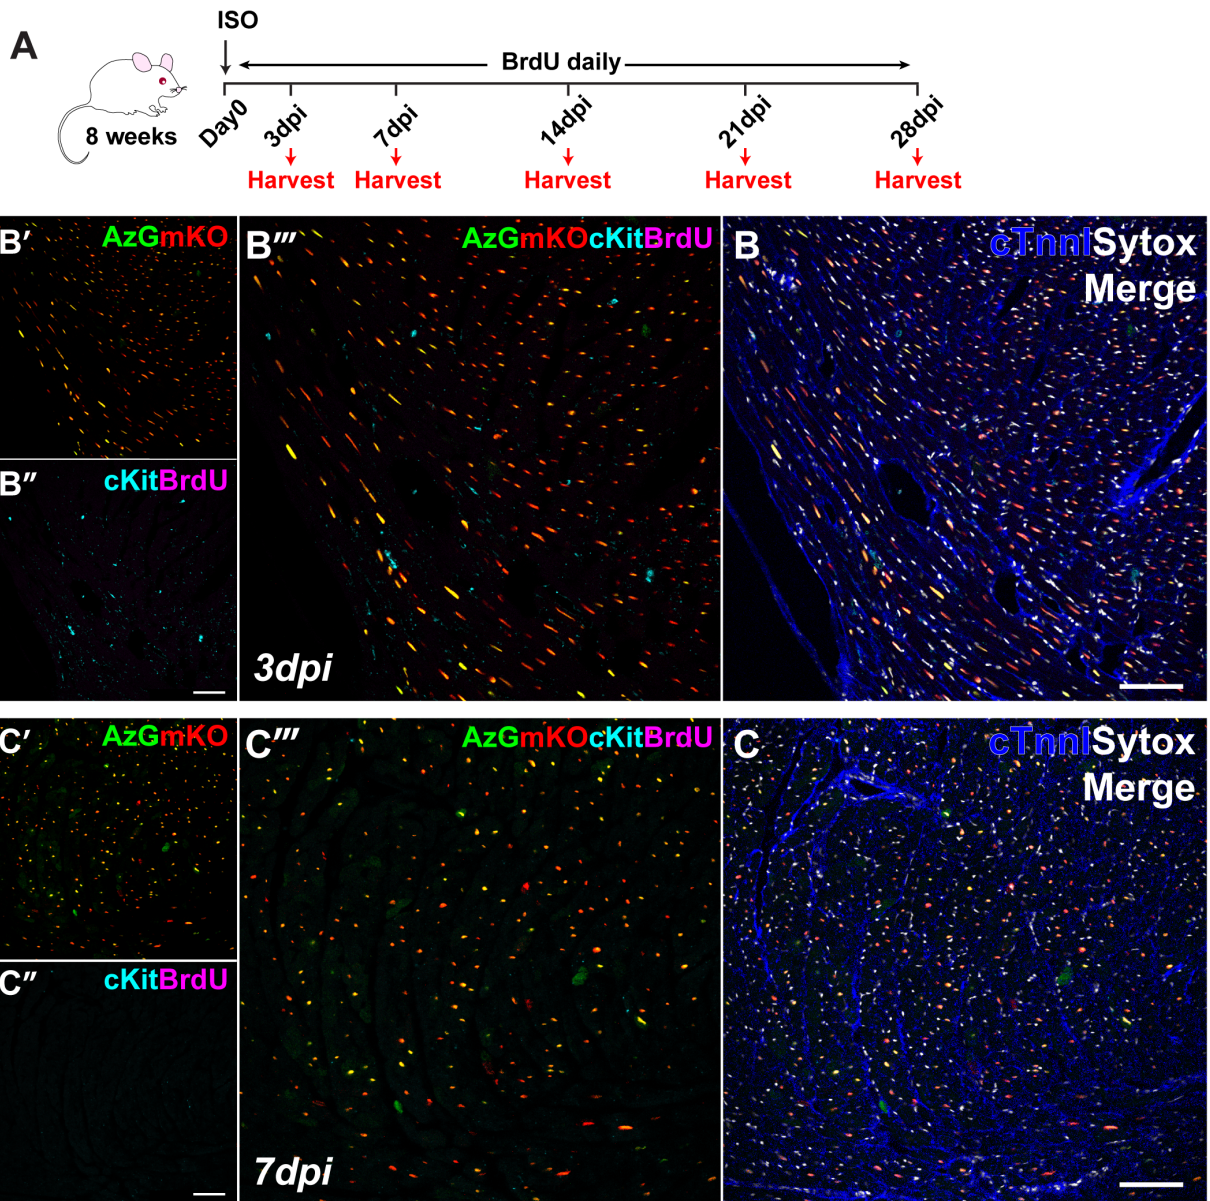 A
ISO
BrdU daily
8 weeks
Day0
3dpi
7dpi
14dpi
21dpi
28dpi
Harvest
Harvest
Harvest
Harvest
Harvest
B′
AzGmKO
B″
cKitBrdU
B‴
AzGmKOcKitBrdU
3dpi
B
cTnnISytox
Merge
C′
AzGmKO
C″
cKitBrdU
C‴
AzGmKOcKitBrdU
7dpi
C
cTnnISytox
Merge